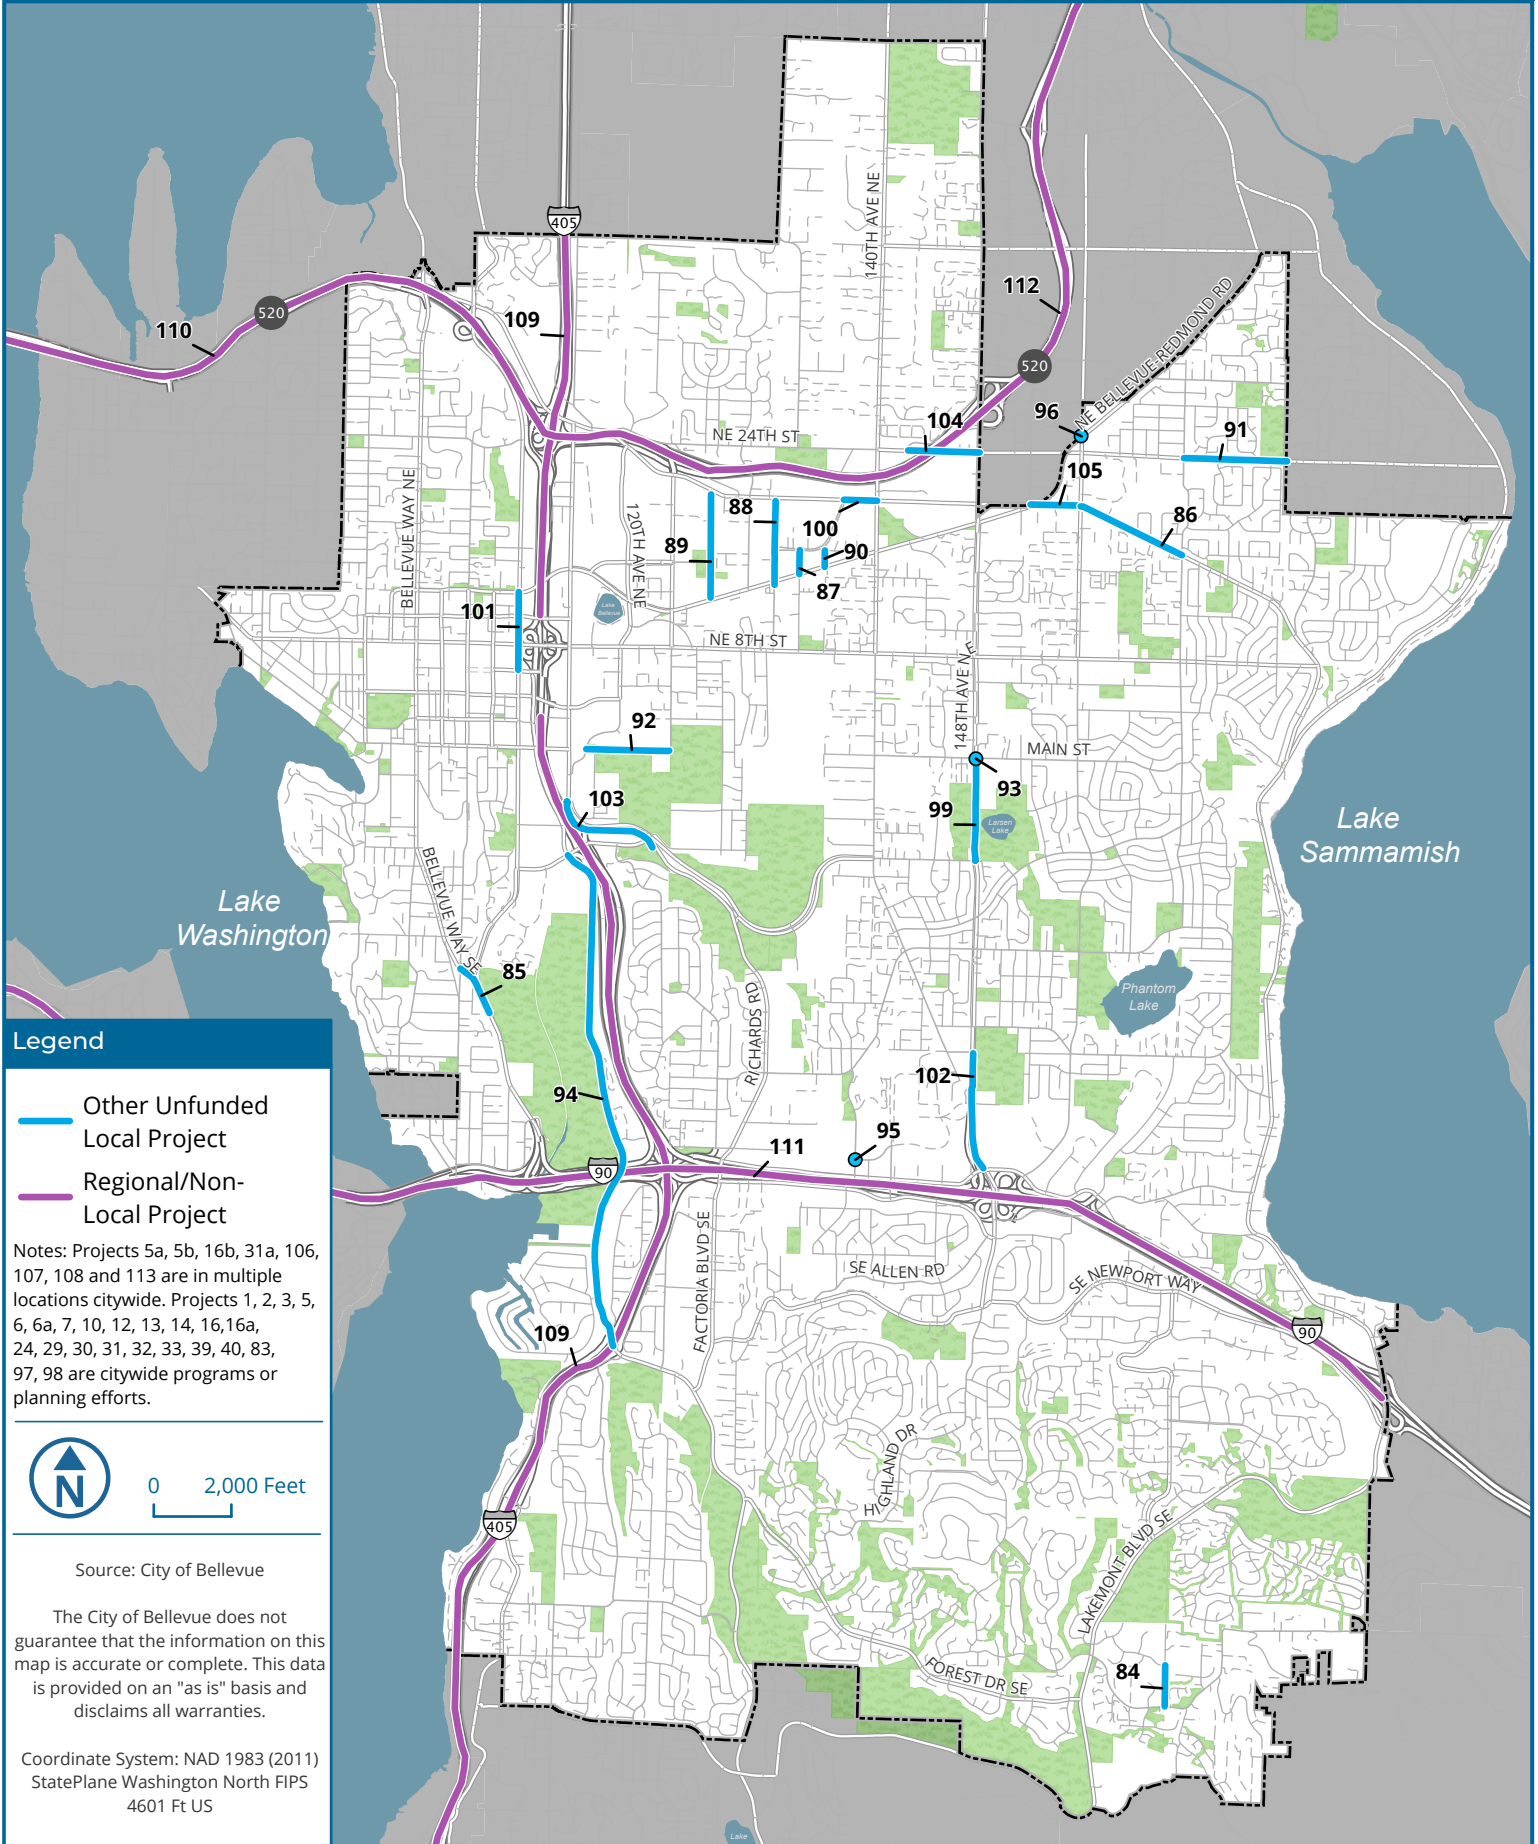 405
140TH AVE NE
112
520
109
110
NE BELLEVUE-REDMOND RD
520
96
104
91
NE 24TH ST
105
BELLEVUE WAY NE
88
100
86
120TH AVE NE
89
90
87
Lake
Bellevue
101
NE 8TH ST
148TH AVE NE
E
92
MAIN ST
93
103
99
Larsen
Lake
Lake
Sammamish
BELLEVUE WAY SE
Lake
Washington
85
Phantom
Lake
RICHARDS RD
102
94
95
111
90
FACTORIA BLVD SE
SE ALLEN RD
SE NEWPORT WAY
90
109
HIGHLAND DR
405
LAKEMONT BLVD SE
FOREST DR SE
84
Lake
Legend
Other Unfunded
Local Project
Regional/Non-
Local Project
Notes: Projects 5a, 5b, 16b, 31a, 106,
107, 108 and 113 are in multiple
locations citywide. Projects 1, 2, 3, 5,
6, 6a, 7, 10, 12, 13, 14, 16,16a,
24, 29, 30, 31, 32, 33, 39, 40, 83,
97, 98 are citywide programs or
planning efforts.
N
0 2,000 Feet
Source: City of Bellevue
The City of Bellevue does not
guarantee that the information on this
map is accurate or complete. This data
is provided on an "as is" basis and
disclaims all warranties.
Coordinate System: NAD 1983 (2011)
StatePlane Washington North FIPS
4601 Ft US